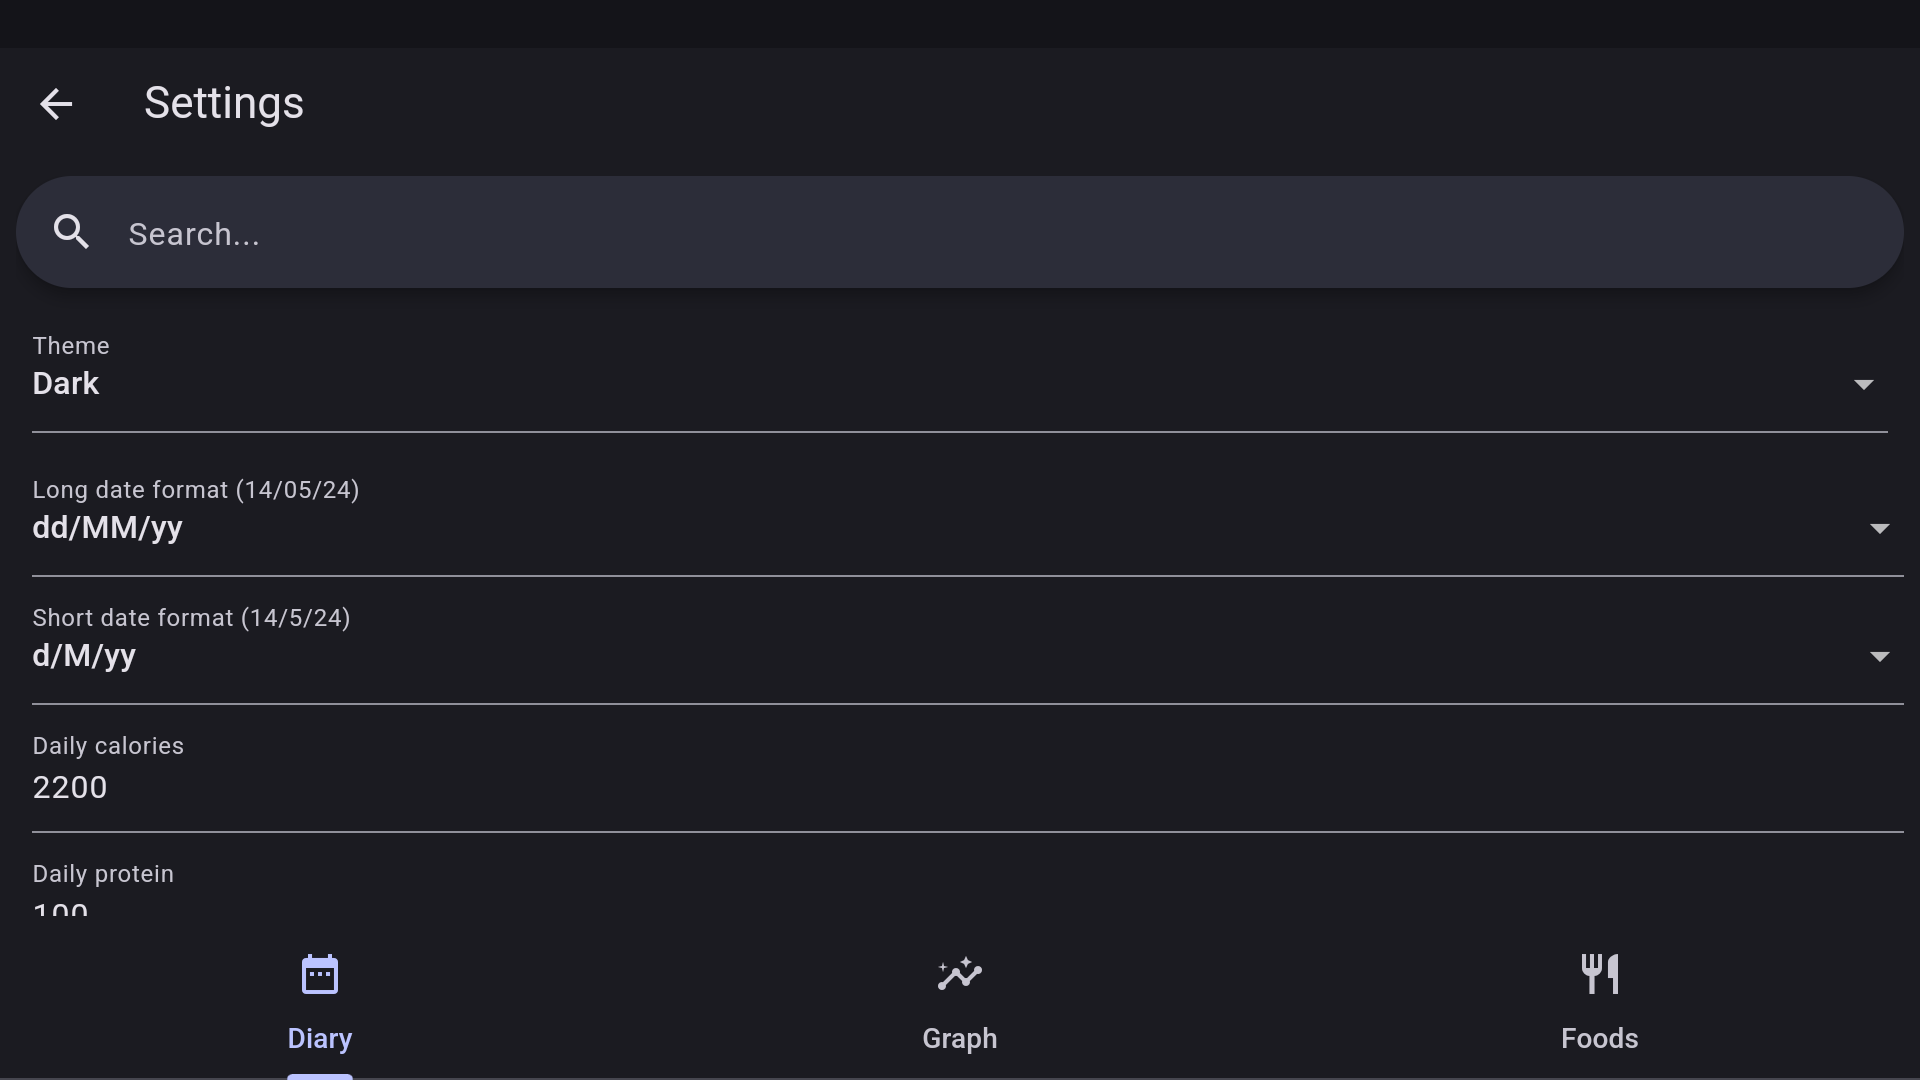 Settings
Search...
Theme
Dark
Long date format (14/05/24)
dd/MM/yy
Short date format (14/5/24)
d/M/yy
Daily calories
2200
Daily protein
100
Diary
Graph
Foods